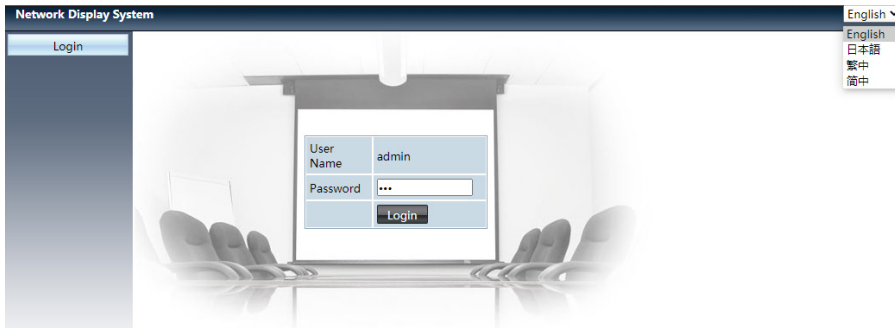 Network Display System
English
English
日本語
繁中
简中
Login
User
Name
admin
Password
•••
Login